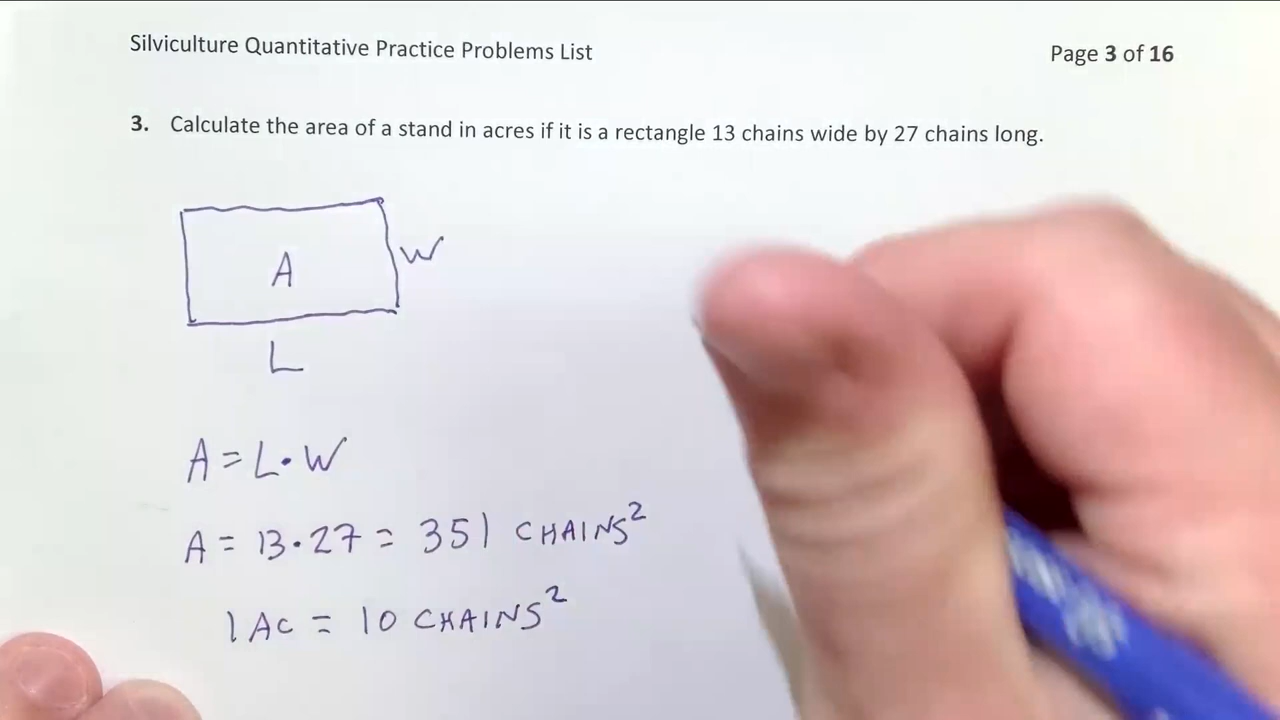 Silviculture Quantitative Practice Problems List
Page 3 of 16
3. Calculate the area of a stand in acres if it is a rectangle 13 chains wide by 27 chains long.
A
W
L
A = L · W
A = 13 · 27 = 351 CHAINS²
1 Ac = 10 CHAINS²